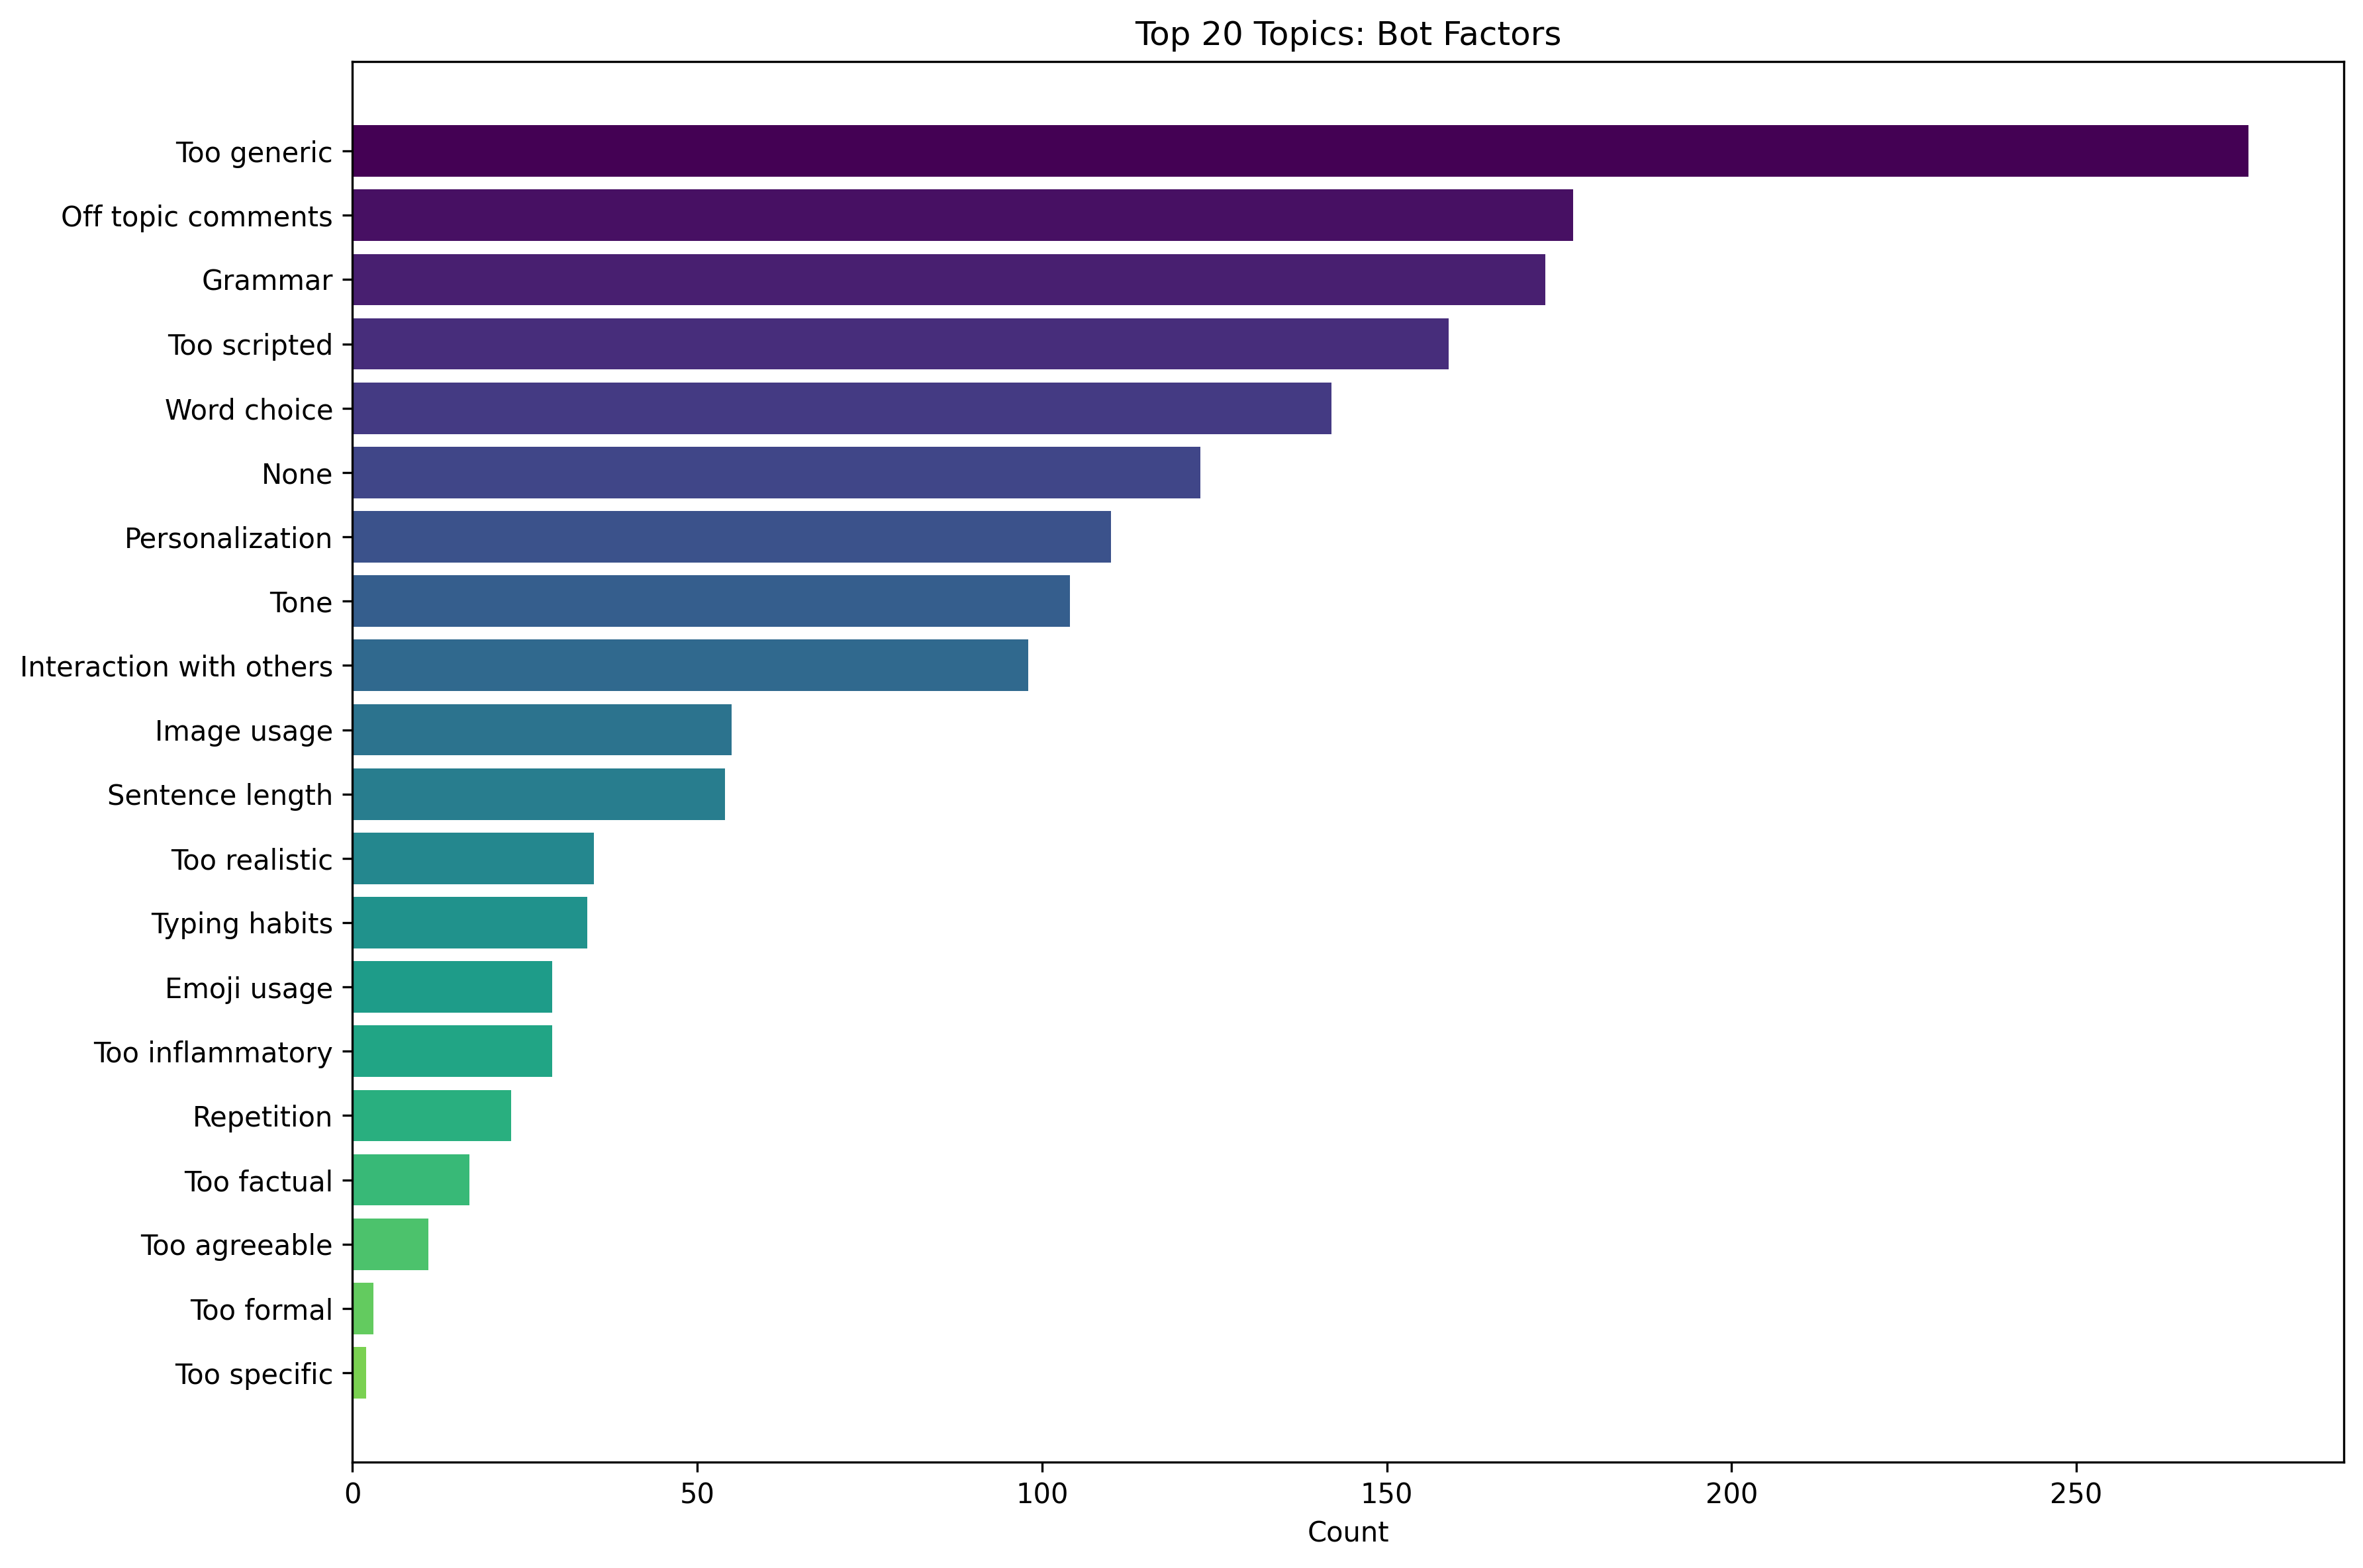 Top 20 Topics: Bot Factors
Too generic
Off topic comments
Grammar
Too scripted
Word choice
None
Personalization
Tone
Interaction with others
Image usage
Sentence length
Too realistic
Typing habits
Emoji usage
Too inflammatory
Repetition
Too factual
Too agreeable
Too formal
Too specific
0 50 100 150 200 250
Count